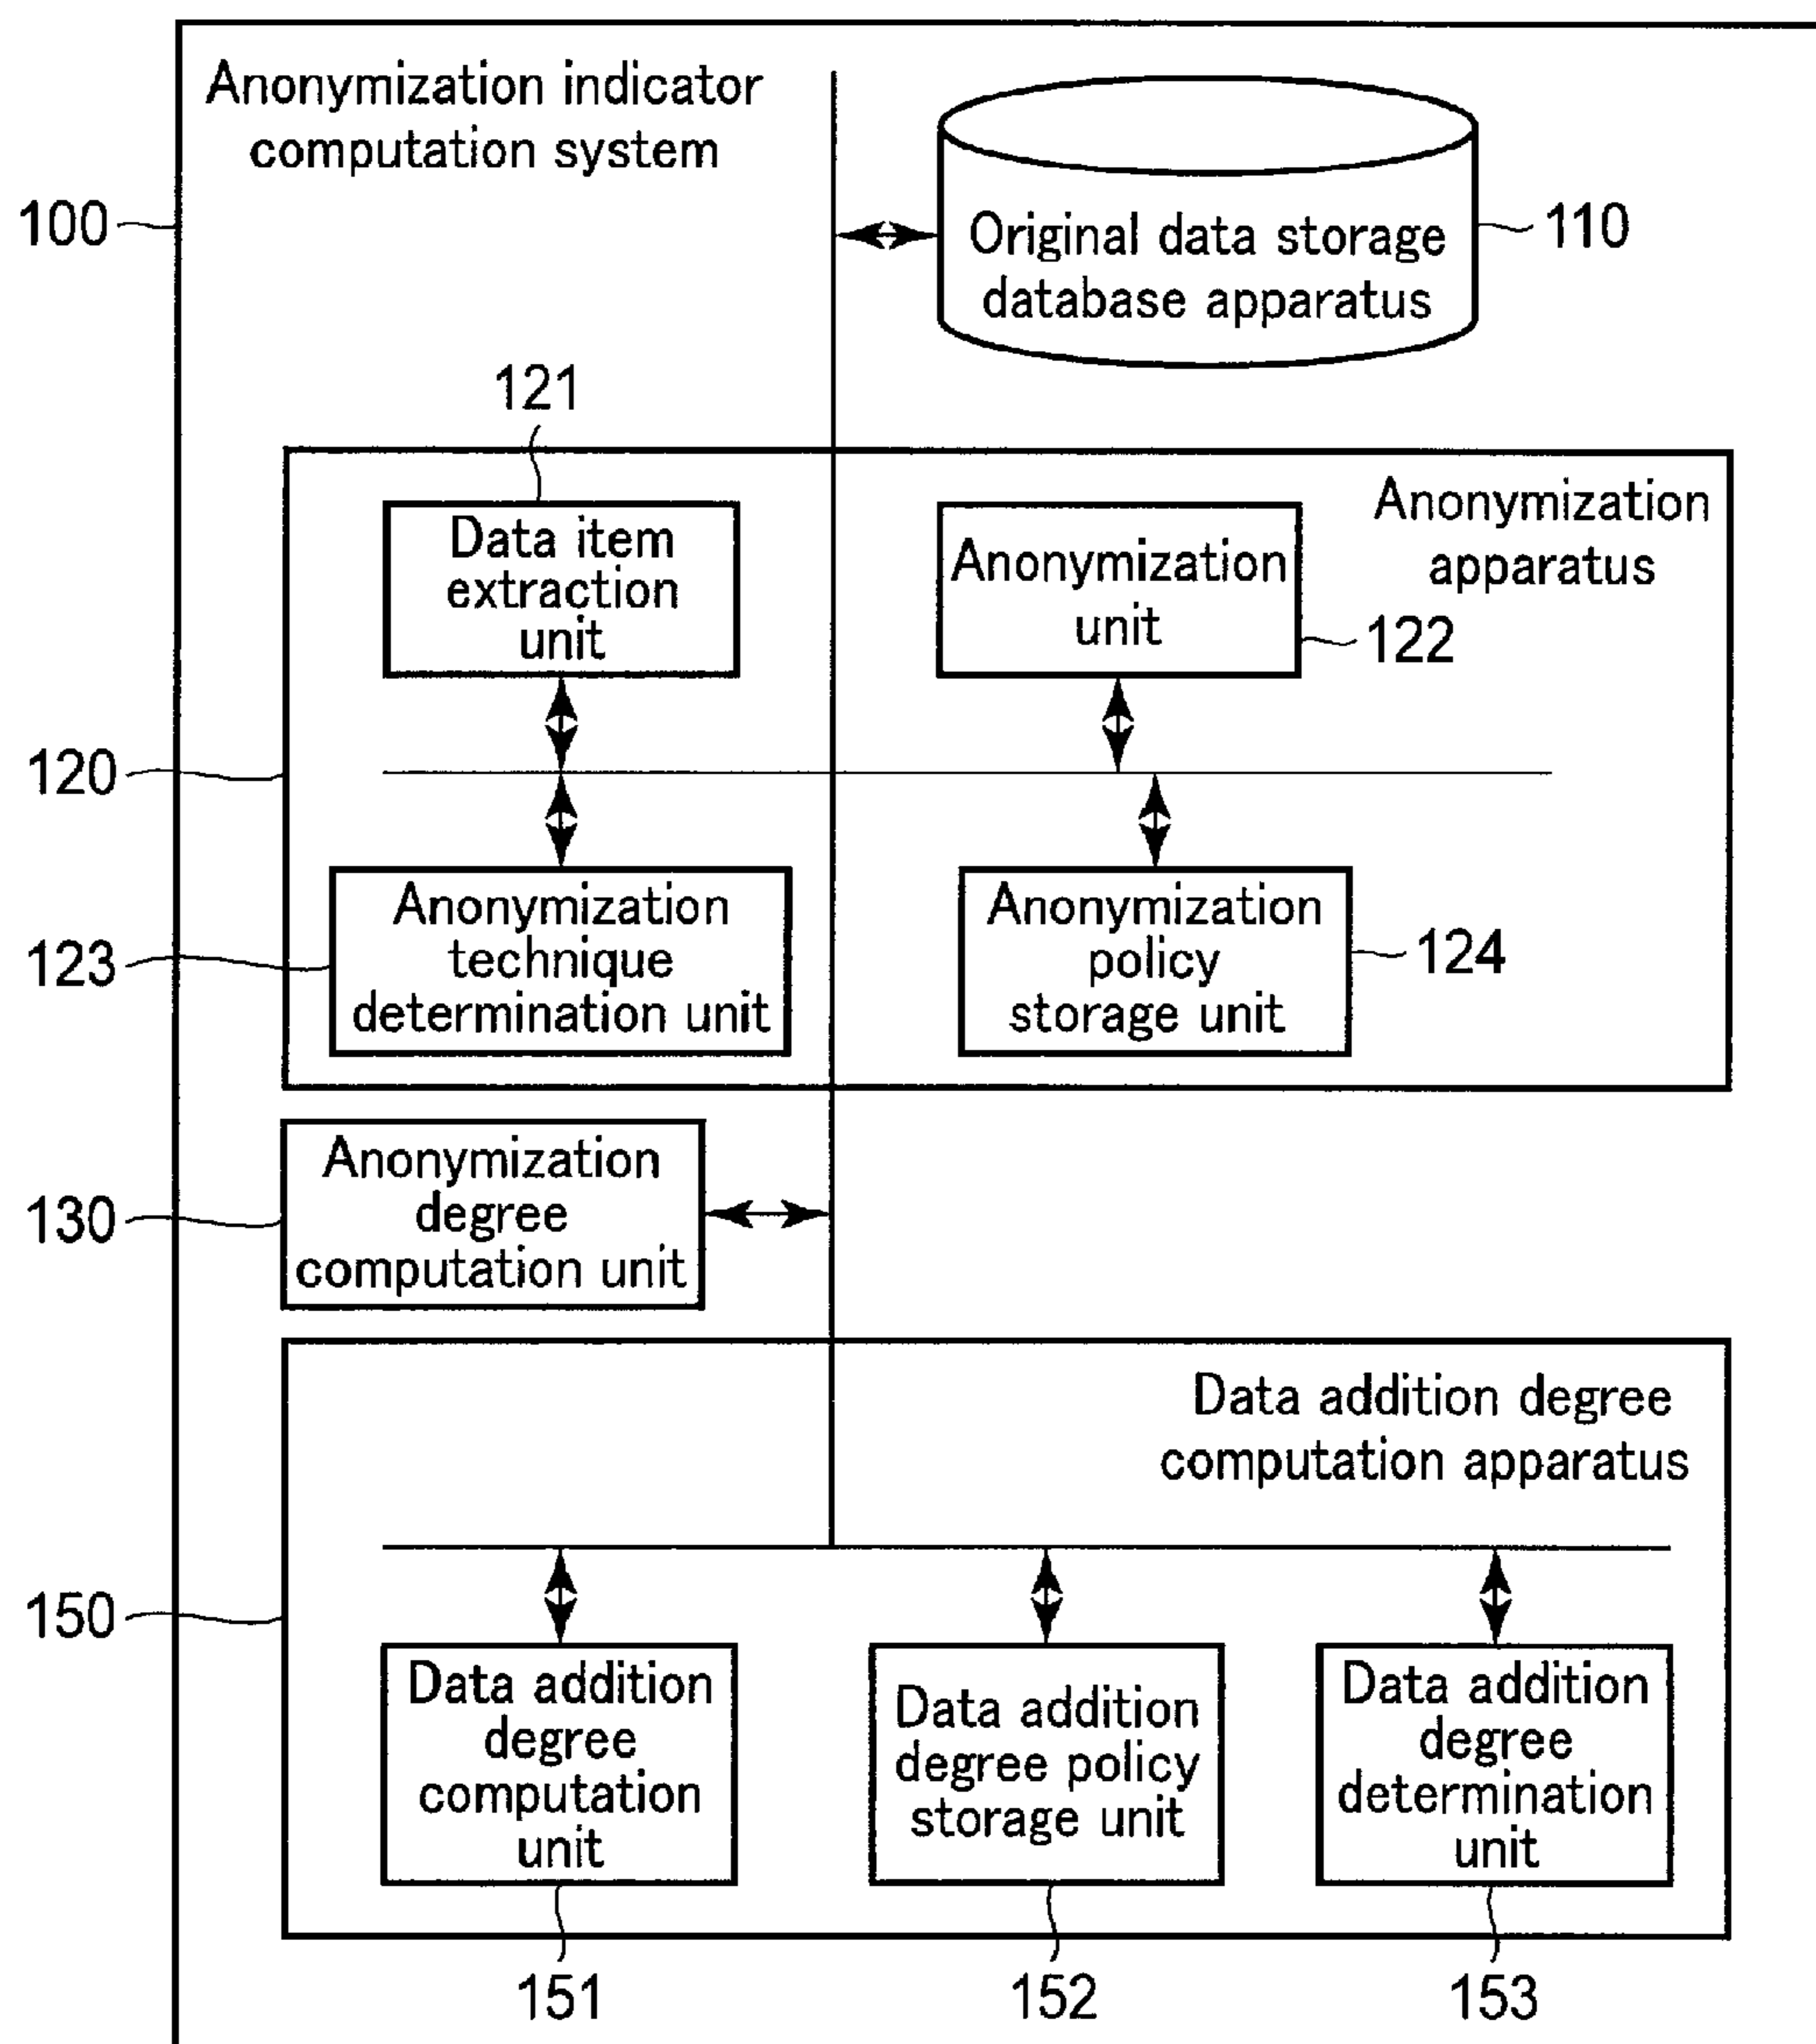 Anonymization indicator
computation system
100
Original data storage
database apparatus
110
121
Data item
extraction
unit
Anonymization
unit
Anonymization
apparatus
122
120
Anonymization
technique
determination unit
123
Anonymization
policy
storage unit
124
Anonymization
degree
computation unit
130
Data addition degree
computation apparatus
150
Data addition
degree
computation
unit
Data addition
degree policy
storage unit
Data addition
degree
determination
unit
151
152
153